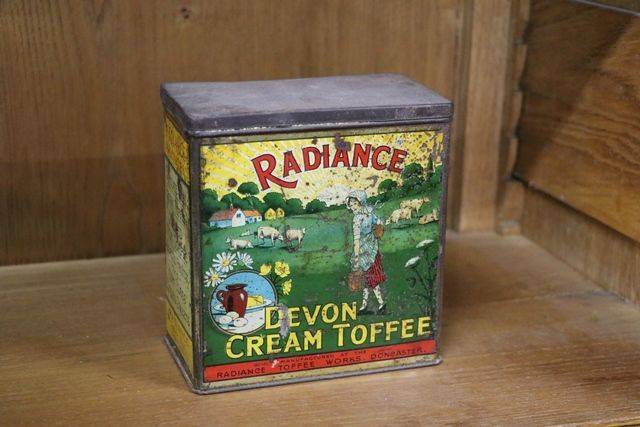 RADIANCE
DEVON
CREAM TOFFEE
MANUFACTURED AT THE
RADIANCE TOFFEE WORKS. DONCASTER.